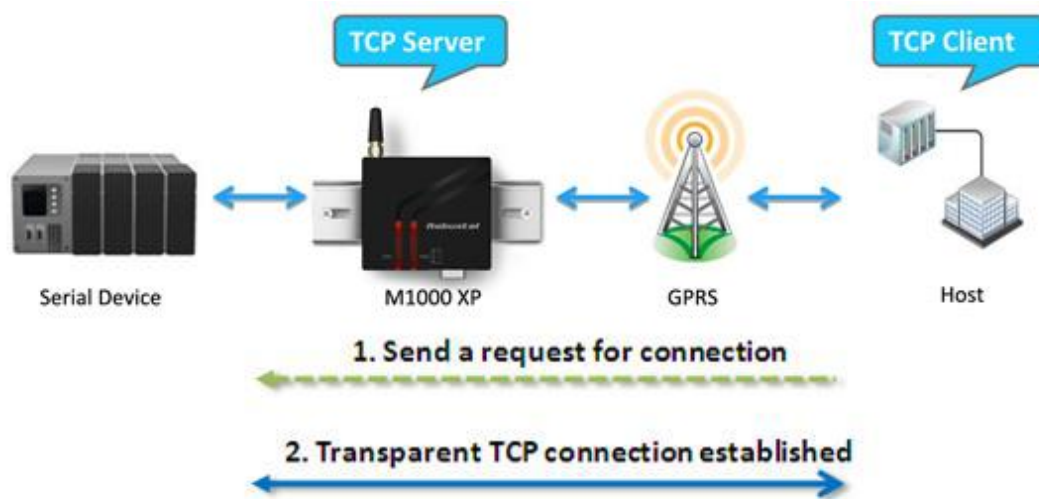 TCP Server
TCP Client
Robustel
Serial Device
M1000 XP
GPRS
Host
1. Send a request for connection
2. Transparent TCP connection established